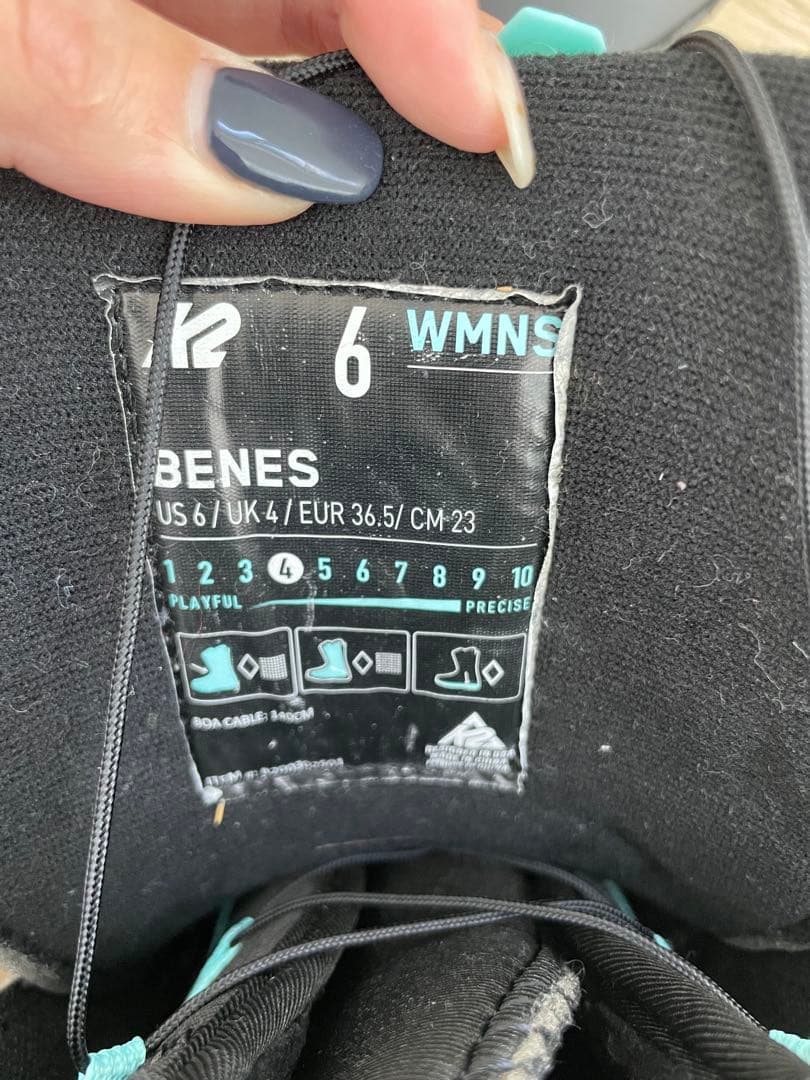 K2 6 WMNS
BENES
US 6 / UK 4 / EUR 36.5/ CM 23
1 2 3 4 5 6 7 8 9 10
PLAYFUL PRECISE
BOA CABLE:
K2